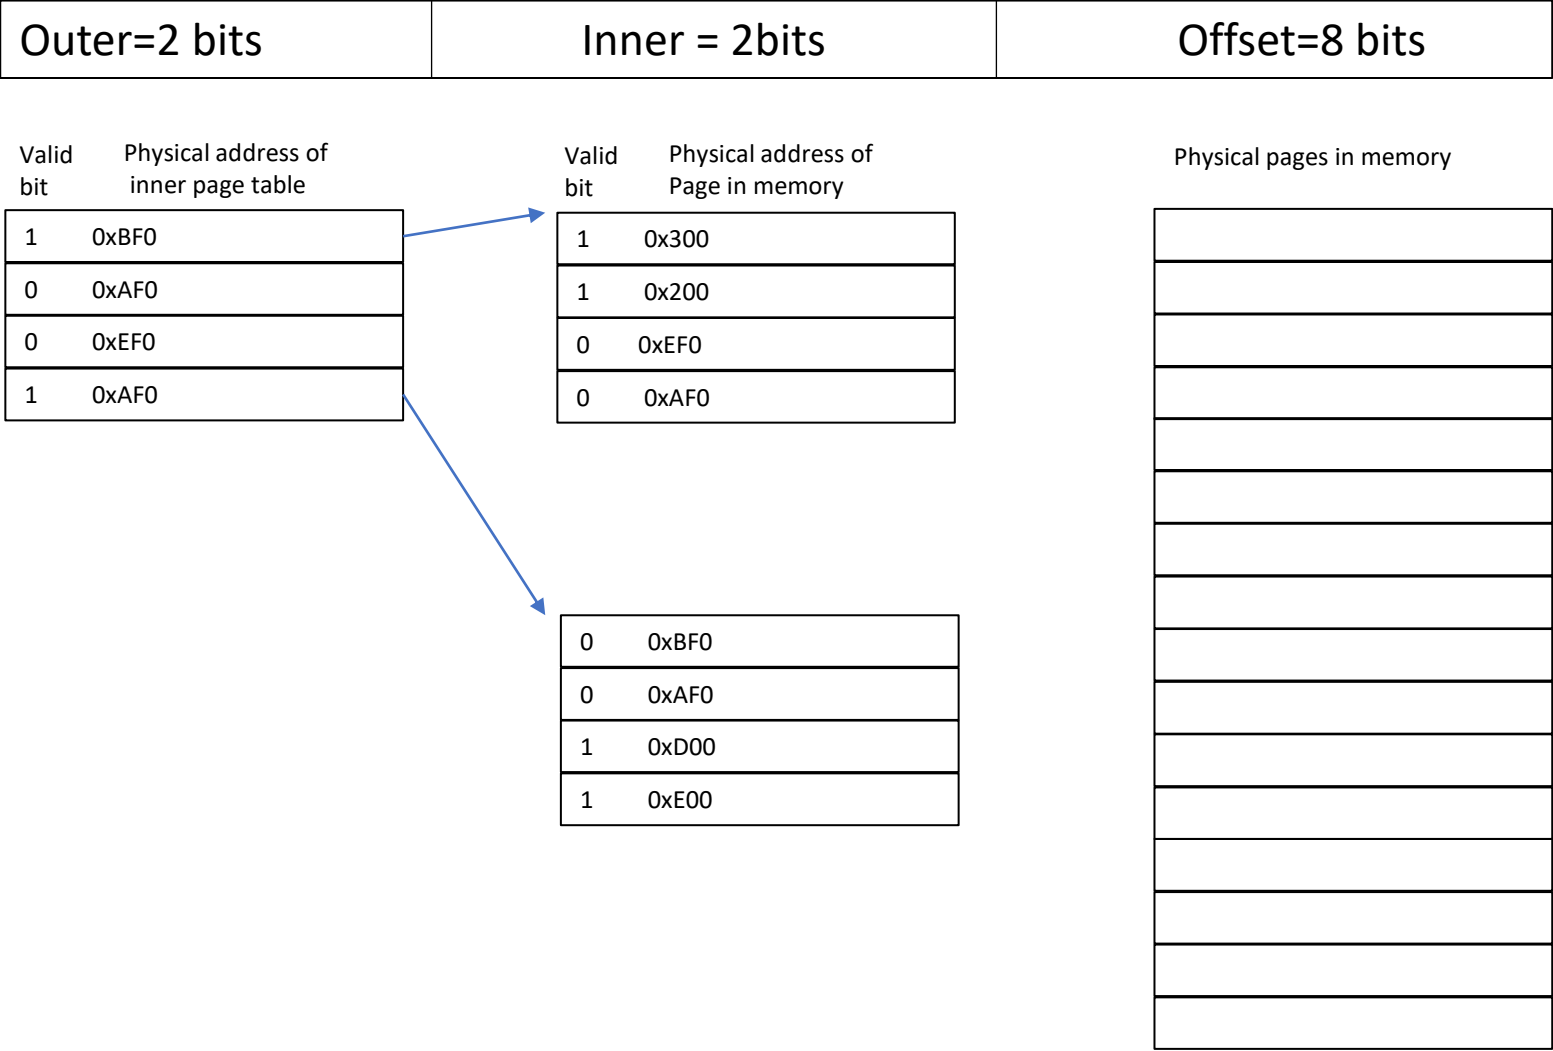 Outer=2 bits
Inner = 2bits
Offset=8 bits
Valid
bit
Physical address of
inner page table
Valid
bit
Physical address of
Page in memory
Physical pages in memory
1 0xBF0
0 0xAF0
0 0xEF0
1 0xAF0
1 0x300
1 0x200
0 0xEF0
0 0xAF0
0 0xBF0
0 0xAF0
1 0xD00
1 0xE00